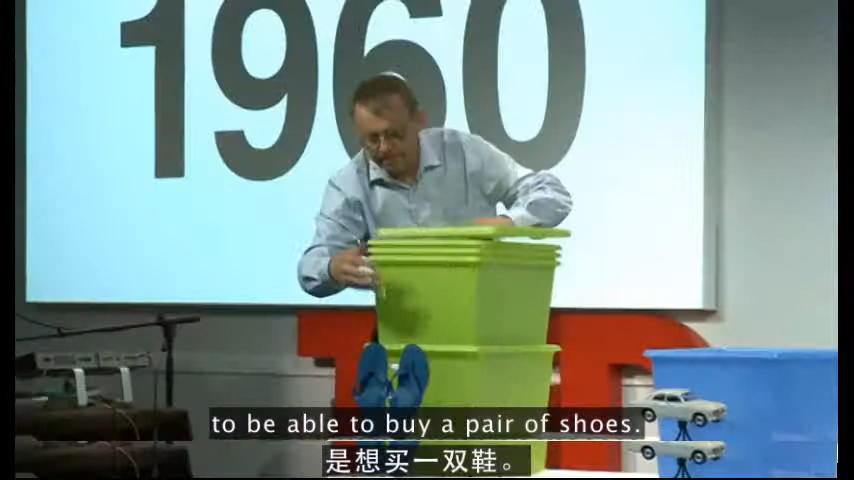 1960
to be able to buy a pair of shoes.
是想买一双鞋。